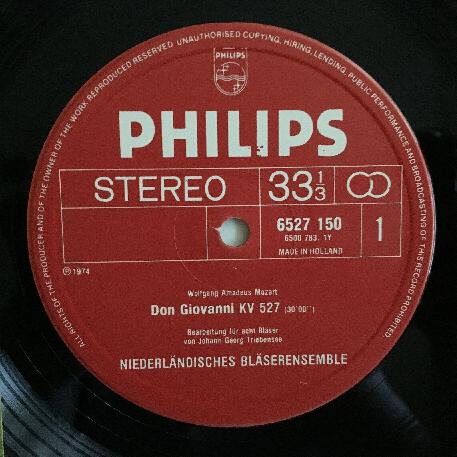 ALL RIGHTS OF THE PRODUCER AND OF THE OWNER OF THE WORK REPRODUCED RESERVED UNAUTHORISED COPYING, HIRING, LENDING, PUBLIC PERFORMANCE AND BROADCASTING OF THIS RECORD PROHIBITED
PHILIPS
PHILIPS
STEREO
33 1/3
6527 150
6500 783.1Y
MADE IN HOLLAND
1
℗ 1974
Wolfgang Amadeus Mozart
Don Giovanni KV 527 (30'00'')
Bearbeitung für acht Bläser
von Johann Georg Triebensee
NIEDERLÄNDISCHES BLÄSERENSEMBLE